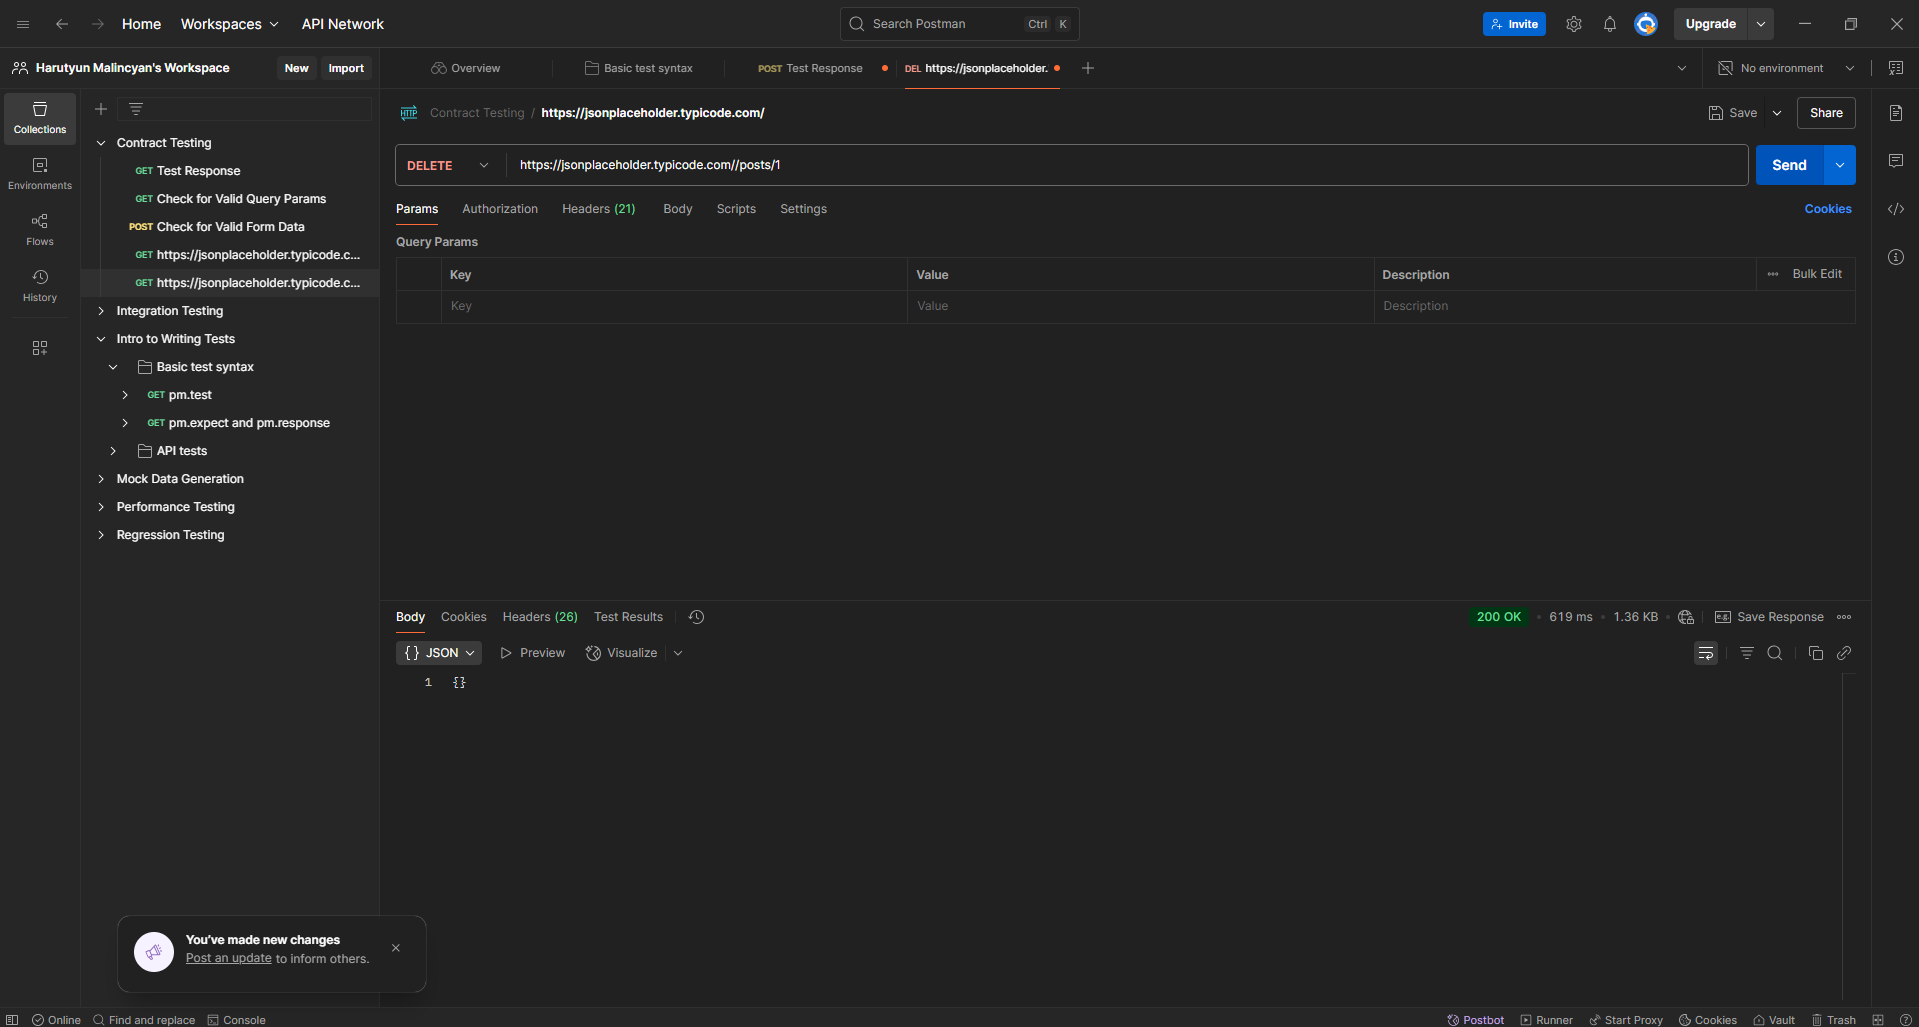 Home Workspaces API Network Search Postman Ctrl K Invite Upgrade
Harutyun Malincyan's Workspace New Import Overview Basic test syntax POST Test Response DEL https://jsonplaceholder. No environment
Collections
Environments
Flows
History
Contract Testing
GET Test Response
GET Check for Valid Query Params
POST Check for Valid Form Data
GET https://jsonplaceholder.typicode.c...
GET https://jsonplaceholder.typicode.c...
Integration Testing
Intro to Writing Tests
Basic test syntax
GET pm.test
GET pm.expect and pm.response
API tests
Mock Data Generation
Performance Testing
Regression Testing
HTTP Contract Testing / https://jsonplaceholder.typicode.com/ Save Share
DELETE https://jsonplaceholder.typicode.com//posts/1 Send
Params Authorization Headers (21) Body Scripts Settings Cookies
Query Params
Key Value Description Bulk Edit
Key Value Description
Body Cookies Headers (26) Test Results 200 OK 619 ms 1.36 KB e.g. Save Response
{} JSON Preview Visualize
1 {}
You've made new changes
Post an update to inform others.
Online Find and replace Console Postbot Runner Start Proxy Cookies Vault Trash